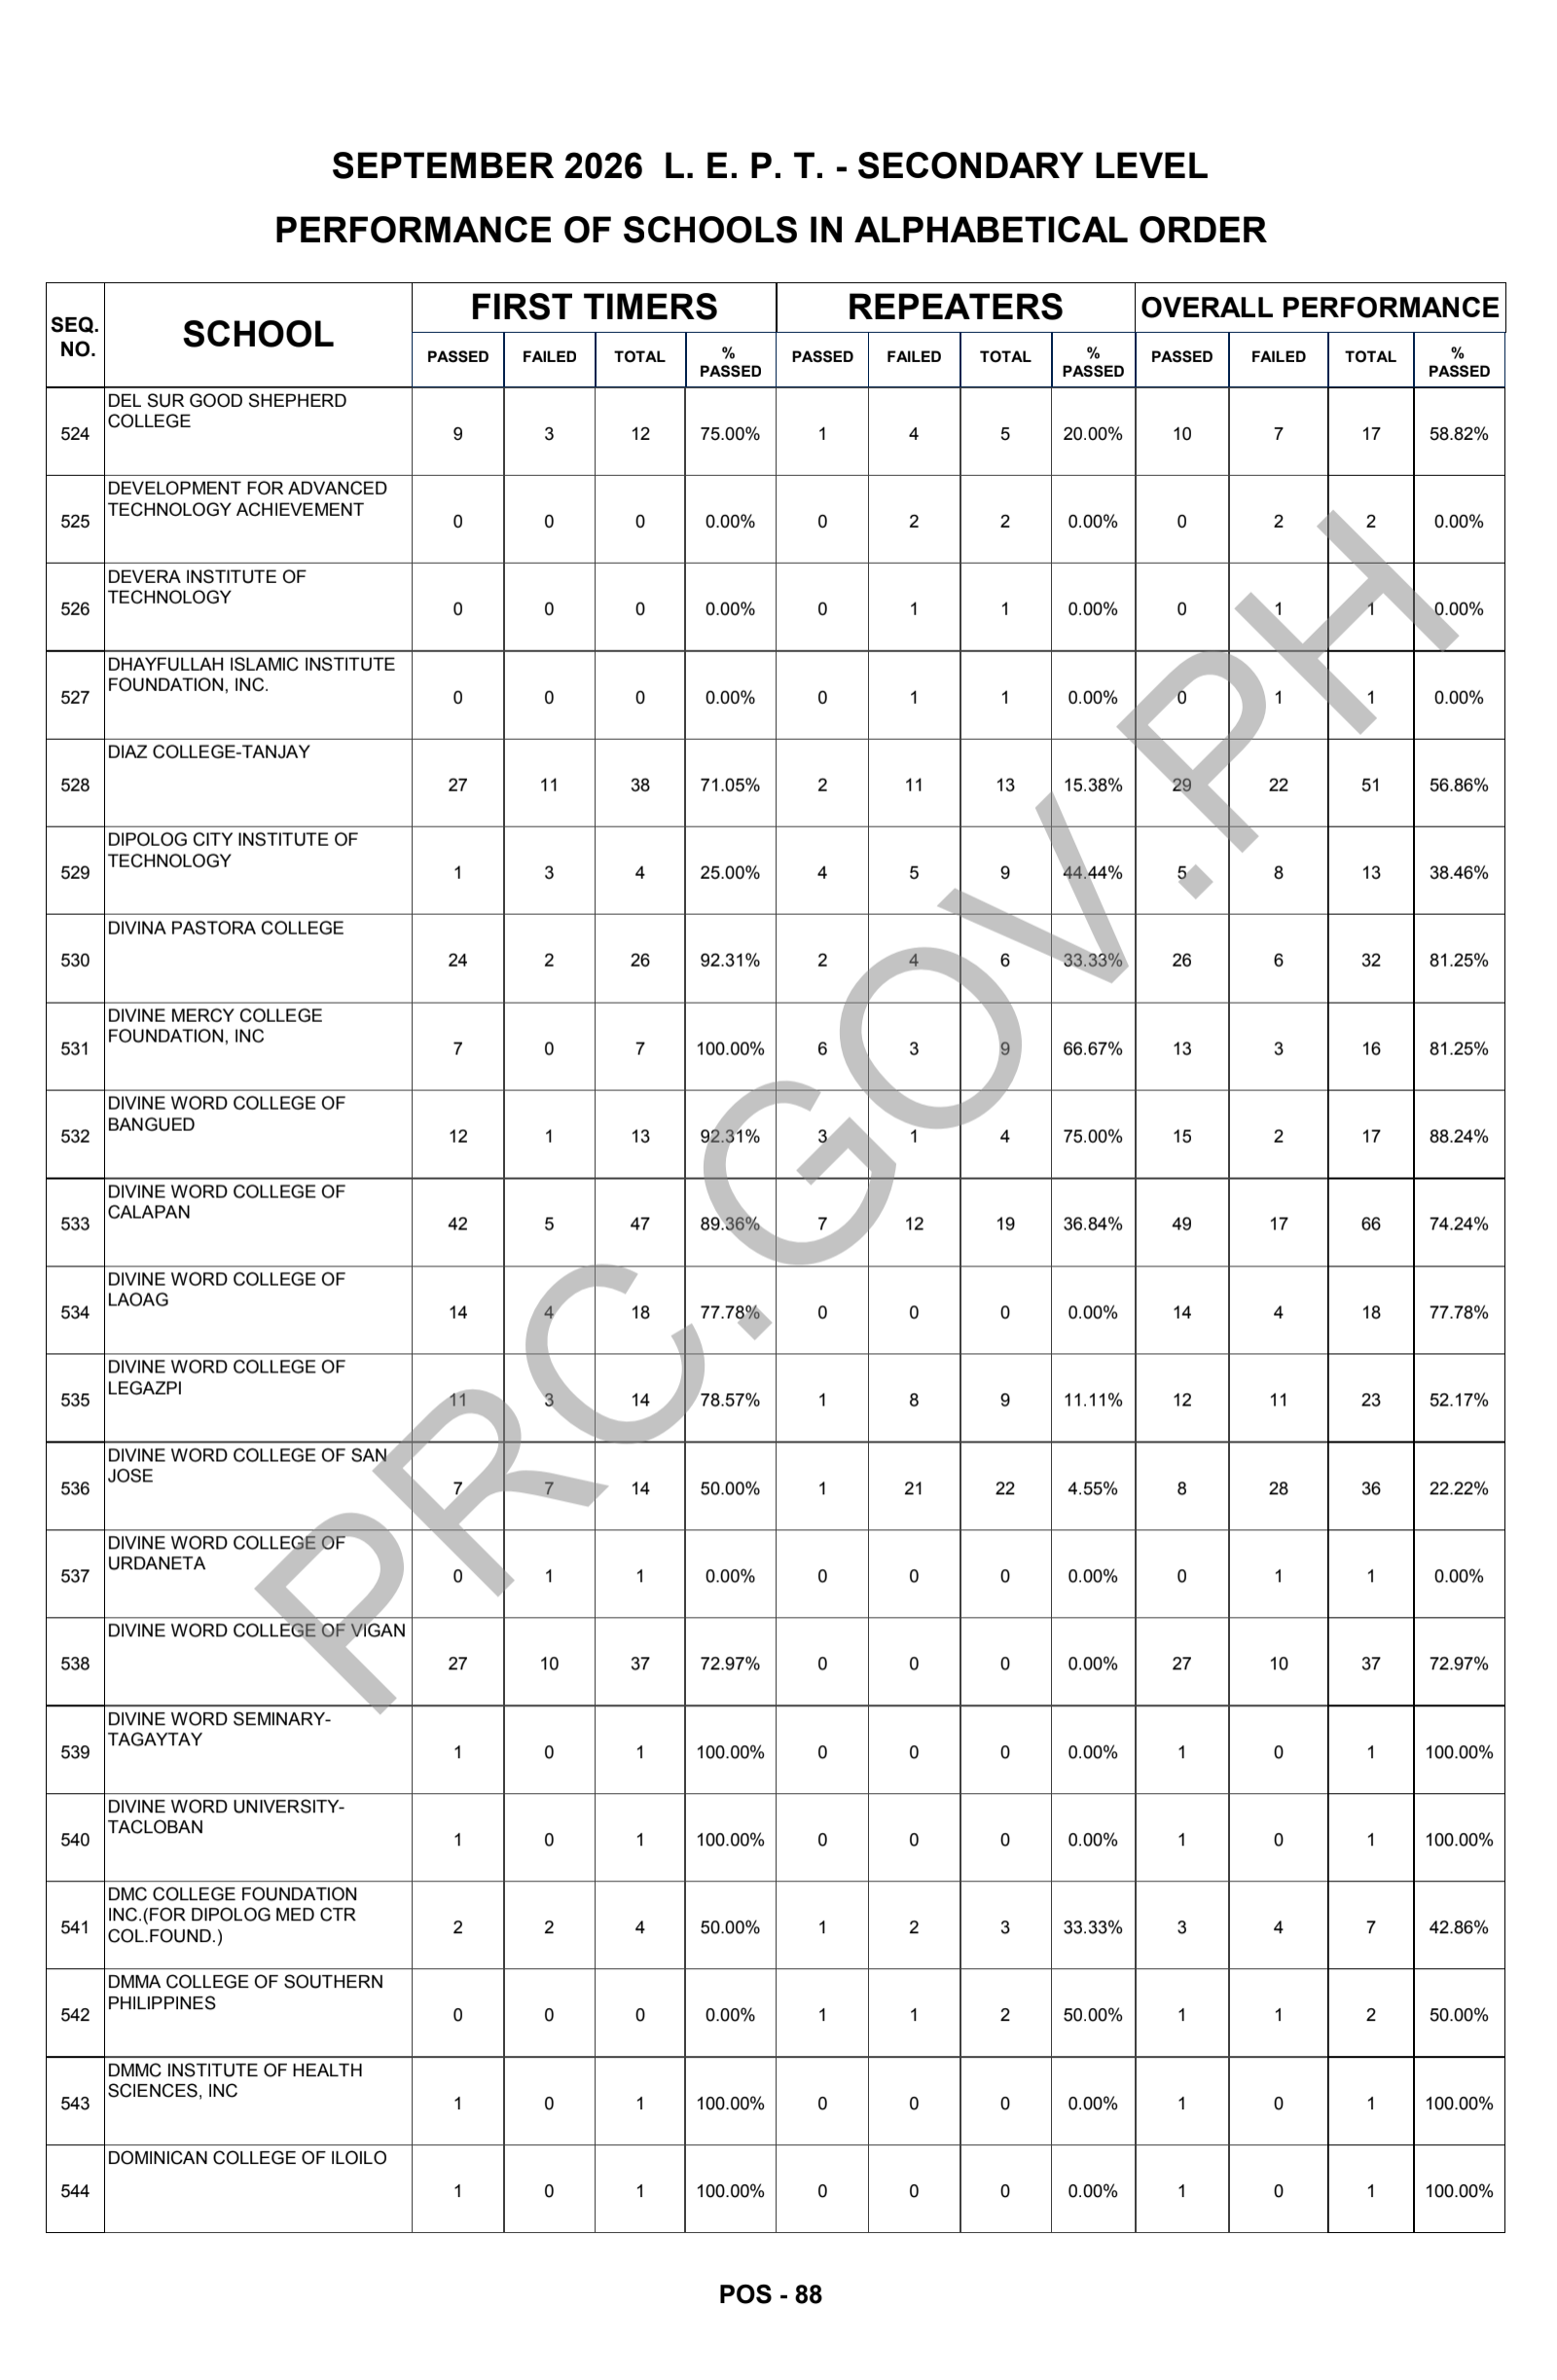 SEPTEMBER 2026 L. E. P. T. - SECONDARY LEVEL
PERFORMANCE OF SCHOOLS IN ALPHABETICAL ORDER
SEQ. NO. SCHOOL FIRST TIMERS REPEATERS OVERALL PERFORMANCE
PASSED FAILED TOTAL % PASSED PASSED FAILED TOTAL % PASSED PASSED FAILED TOTAL % PASSED
DEL SUR GOOD SHEPHERD
COLLEGE
524 9 3 12 75.00% 1 4 5 20.00% 10 7 17 58.82%
DEVELOPMENT FOR ADVANCED
TECHNOLOGY ACHIEVEMENT
525 0 0 0 0.00% 0 2 2 0.00% 0 2 2 0.00%
DEVERA INSTITUTE OF
TECHNOLOGY
526 0 0 0 0.00% 0 1 1 0.00% 0 1 1 0.00%
DHAYFULLAH ISLAMIC INSTITUTE
FOUNDATION, INC.
527 0 0 0 0.00% 0 1 1 0.00% 0 1 1 0.00%
DIAZ COLLEGE-TANJAY
528 27 11 38 71.05% 2 11 13 15.38% 29 22 51 56.86%
DIPOLOG CITY INSTITUTE OF
TECHNOLOGY
529 1 3 4 25.00% 4 5 9 44.44% 5 8 13 38.46%
DIVINA PASTORA COLLEGE
530 24 2 26 92.31% 2 4 6 33.33% 26 6 32 81.25%
DIVINE MERCY COLLEGE
FOUNDATION, INC
531 7 0 7 100.00% 6 3 9 66.67% 13 3 16 81.25%
DIVINE WORD COLLEGE OF
BANGUED
532 12 1 13 92.31% 3 1 4 75.00% 15 2 17 88.24%
DIVINE WORD COLLEGE OF
CALAPAN
533 42 5 47 89.36% 7 12 19 36.84% 49 17 66 74.24%
DIVINE WORD COLLEGE OF
LAOAG
534 14 4 18 77.78% 0 0 0 0.00% 14 4 18 77.78%
DIVINE WORD COLLEGE OF
LEGAZPI
535 11 3 14 78.57% 1 8 9 11.11% 12 11 23 52.17%
DIVINE WORD COLLEGE OF SAN
JOSE
536 7 7 14 50.00% 1 21 22 4.55% 8 28 36 22.22%
DIVINE WORD COLLEGE OF
URDANETA
537 0 1 1 0.00% 0 0 0 0.00% 0 1 1 0.00%
DIVINE WORD COLLEGE OF VIGAN
538 27 10 37 72.97% 0 0 0 0.00% 27 10 37 72.97%
DIVINE WORD SEMINARY-
TAGAYTAY
539 1 0 1 100.00% 0 0 0 0.00% 1 0 1 100.00%
DIVINE WORD UNIVERSITY-
TACLOBAN
540 1 0 1 100.00% 0 0 0 0.00% 1 0 1 100.00%
DMC COLLEGE FOUNDATION
INC.(FOR DIPOLOG MED CTR
COL.FOUND.)
541 2 2 4 50.00% 1 2 3 33.33% 3 4 7 42.86%
DMMA COLLEGE OF SOUTHERN
PHILIPPINES
542 0 0 0 0.00% 1 1 2 50.00% 1 1 2 50.00%
DMMC INSTITUTE OF HEALTH
SCIENCES, INC
543 1 0 1 100.00% 0 0 0 0.00% 1 0 1 100.00%
DOMINICAN COLLEGE OF ILOILO
544 1 0 1 100.00% 0 0 0 0.00% 1 0 1 100.00%
PRC.GOV.PH
POS - 88